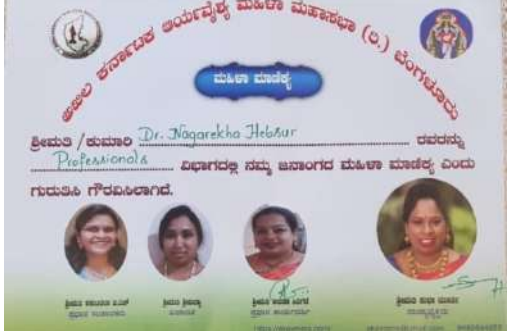 ಅಖಿಲ ಕರ್ನಾಟಕ ಆರ್ಯವೈಶ್ಯ ಮಹಿಳಾ ಮಹಾಸಭಾ (ರಿ.) ಬೆಂಗಳೂರು
ಮಹಿಳಾ ಮಾಣಿಕ್ಯ
ಶ್ರೀಮತಿ / ಕುಮಾರಿ Dr. Nagarekha Hebsur ರವರನ್ನು
Professionals ವಿಭಾಗದಲ್ಲಿ ನಮ್ಮ ಜನಾಂಗದ ಮಹಿಳಾ ಮಾಣಿಕ್ಯ ಎಂದು
ಗುರುತಿಸಿ ಗೌರವಿಸಲಾಗಿದೆ.